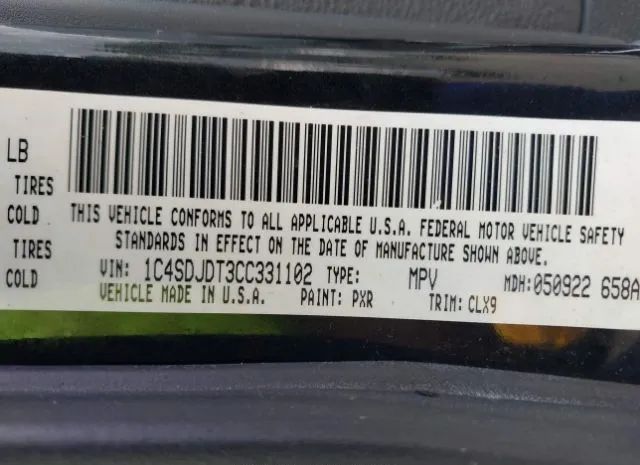 LB
TIRES
COLD
TIRES
COLD
THIS VEHICLE CONFORMS TO ALL APPLICABLE U.S.A. FEDERAL MOTOR VEHICLE SAFETY
STANDARDS IN EFFECT ON THE DATE OF MANUFACTURE SHOWN ABOVE.
VIN: 1C4SDJDT3CC331102 TYPE: MPV MDH:050922 658A
VEHICLE MADE IN U.S.A. PAINT: PXR TRIM: CLX9